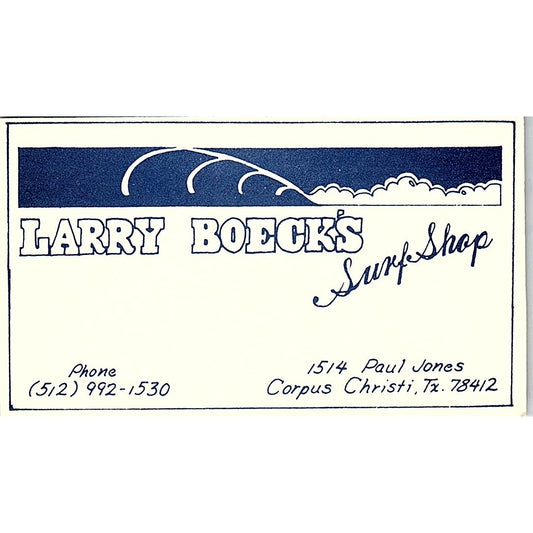 LARRY BOECK'S
Surf Shop
Phone
(512) 992-1530
1514 Paul Jones
Corpus Christi, Tx. 78412